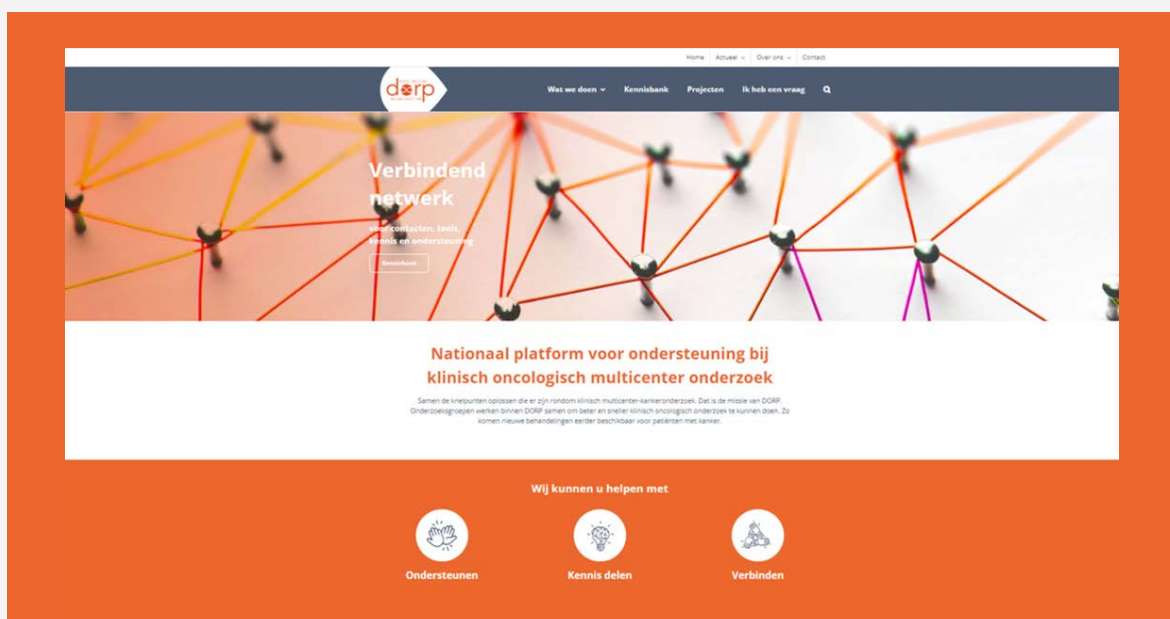 Home Actueel Over ons Contact
dorp
Wat we doen Kennisbank Projecten Ik heb een vraag
Verbindend
netwerk
voor contacten, tools,
kennis en ondersteuning
Kennisbank
Nationaal platform voor ondersteuning bij
klinisch oncologisch multicenter onderzoek
Samen de knelpunten oplossen die er zijn rondom klinisch multicenter-kankeronderzoek. Dat is de missie van DORP.
Onderzoeksgroepen werken binnen DORP samen om beter en sneller klinisch oncologisch onderzoek te kunnen doen. Zo
komen nieuwe behandelingen eerder beschikbaar voor patiënten met kanker.
Wij kunnen u helpen met
Ondersteunen Kennis delen Verbinden